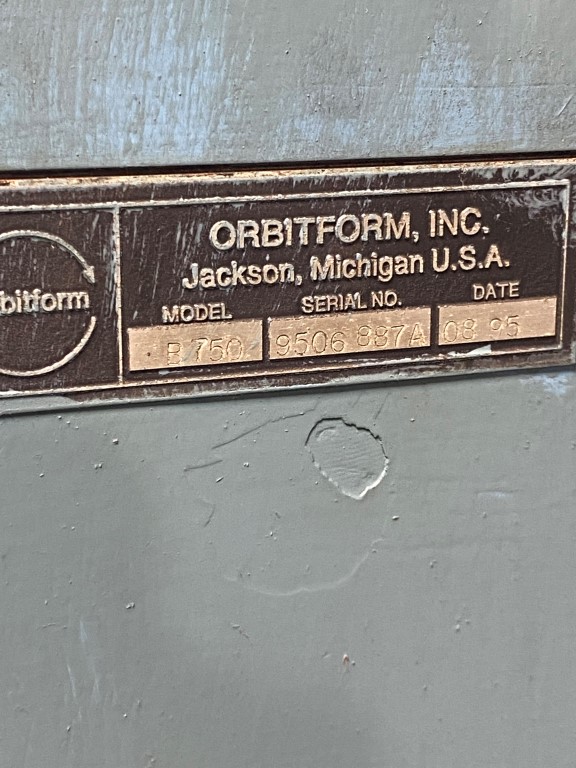 ORBITFORM, INC.
Jackson, Michigan U.S.A.
bitform
MODEL SERIAL NO. DATE
B 750 9506 887A 08 95